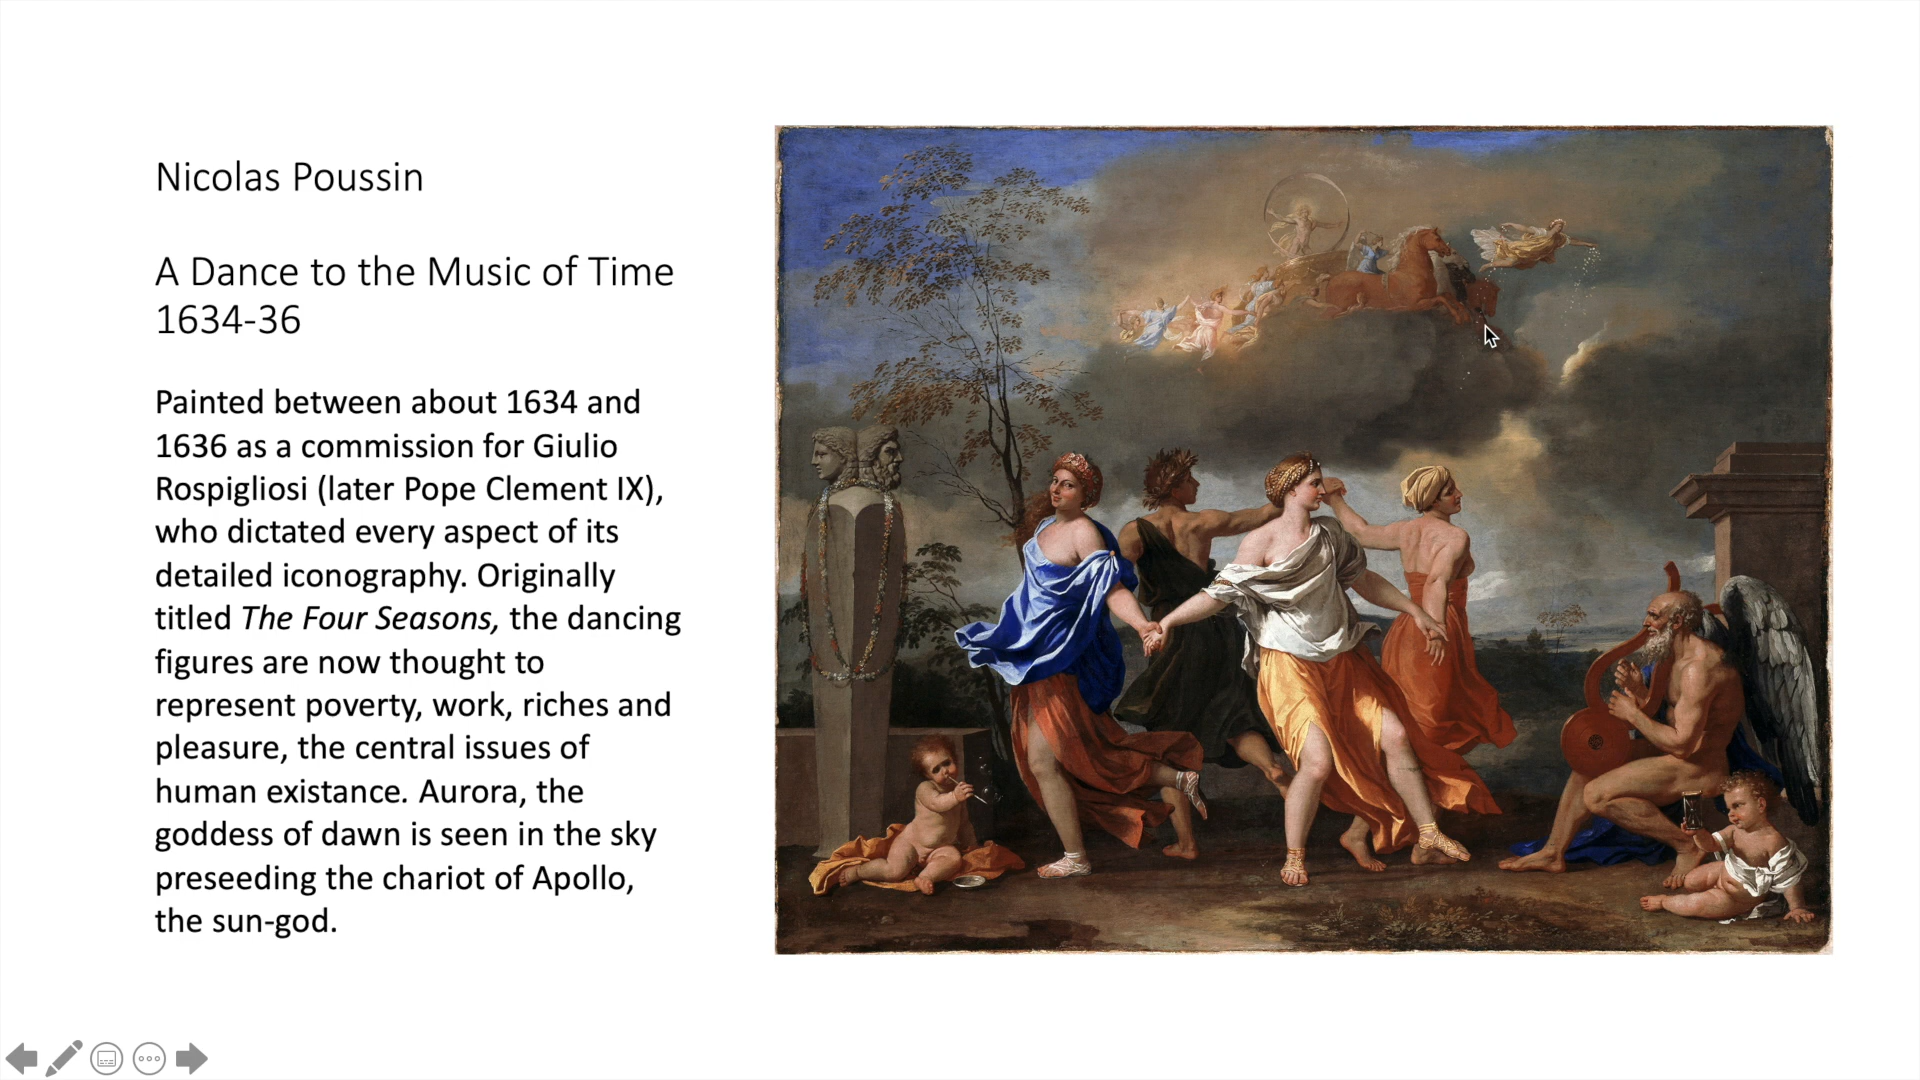 Nicolas Poussin
A Dance to the Music of Time
1634-36
Painted between about 1634 and
1636 as a commission for Giulio
Rospigliosi (later Pope Clement IX),
who dictated every aspect of its
detailed iconography. Originally
titled The Four Seasons, the dancing
figures are now thought to
represent poverty, work, riches and
pleasure, the central issues of
human existance. Aurora, the
goddess of dawn is seen in the sky
preseeding the chariot of Apollo,
the sun-god.